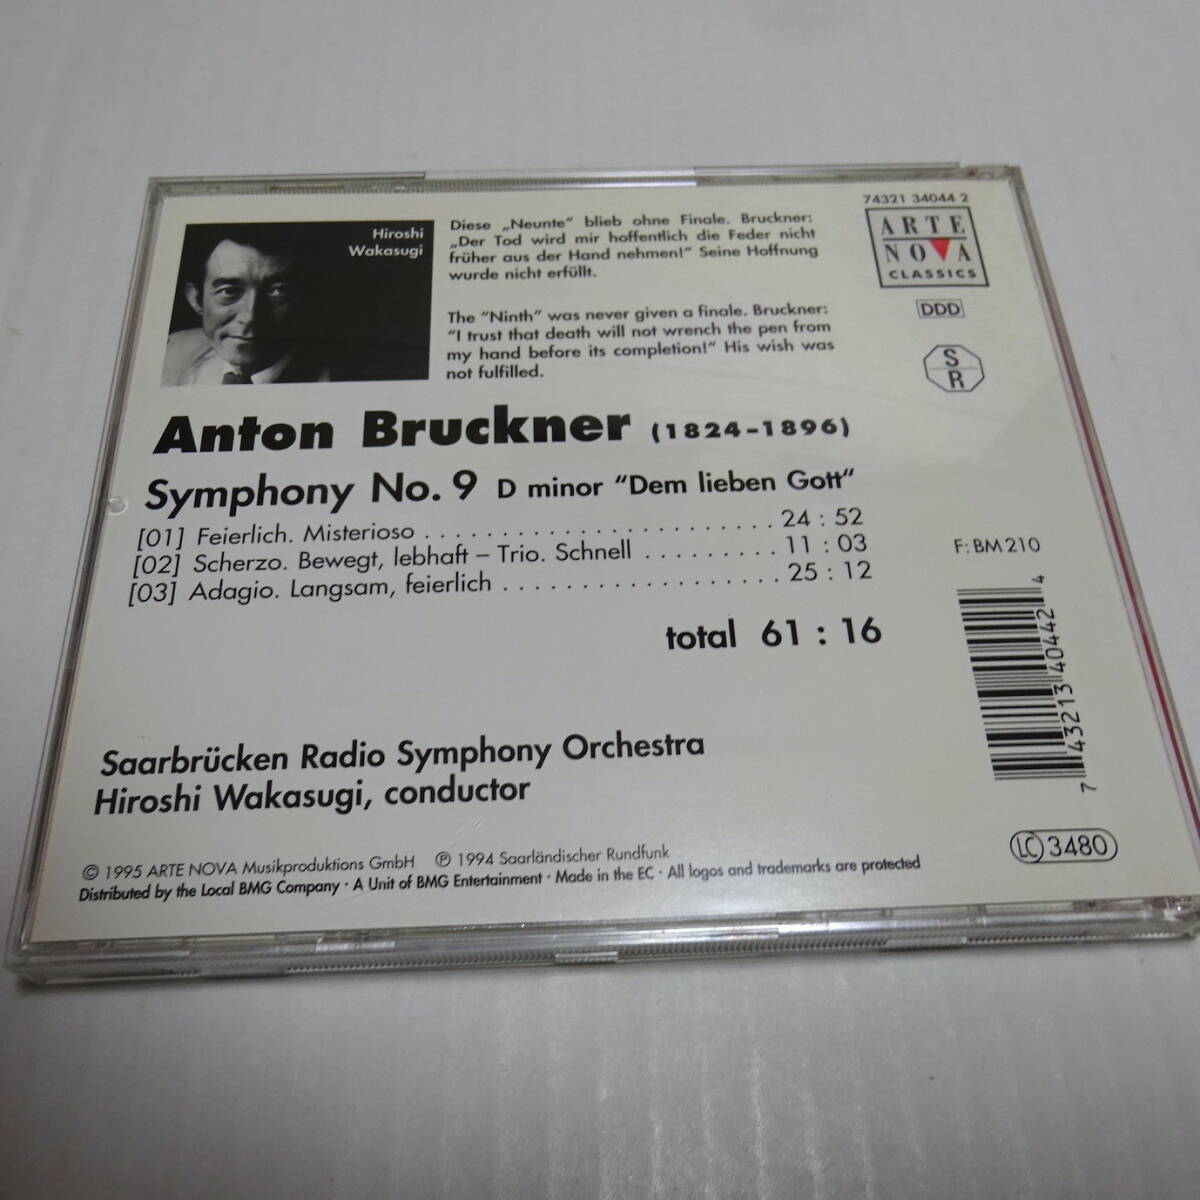 74321 34044 2
ARTE
NOVA
CLASSICS
DDD
S
R
Hiroshi
Wakasugi
Diese „Neunte“ blieb ohne Finale. Bruckner:
„Der Tod wird mir hoffentlich die Feder nicht
früher aus der Hand nehmen!“ Seine Hoffnung
wurde nicht erfüllt.
The “Ninth” was never given a finale. Bruckner:
“I trust that death will not wrench the pen from
my hand before its completion!” His wish was
not fulfilled.
Anton Bruckner (1824-1896)
Symphony No. 9 D minor “Dem lieben Gott“
[01] Feierlich. Misterioso . . . . . . . . . . . . . . . . . . . . . . . . 24 : 52
[02] Scherzo. Bewegt, lebhaft – Trio. Schnell . . . . . . . . . 11 : 03
[03] Adagio. Langsam, feierlich . . . . . . . . . . . . . . . . . . . 25 : 12
total 61 : 16
F: BM 210
7 43213 40442 4
Saarbrücken Radio Symphony Orchestra
Hiroshi Wakasugi, conductor
LC 3480
© 1995 ARTE NOVA Musikproduktions GmbH ℗ 1994 Saarländischer Rundfunk
Distributed by the Local BMG Company · A Unit of BMG Entertainment · Made in the EC · All logos and trademarks are protected